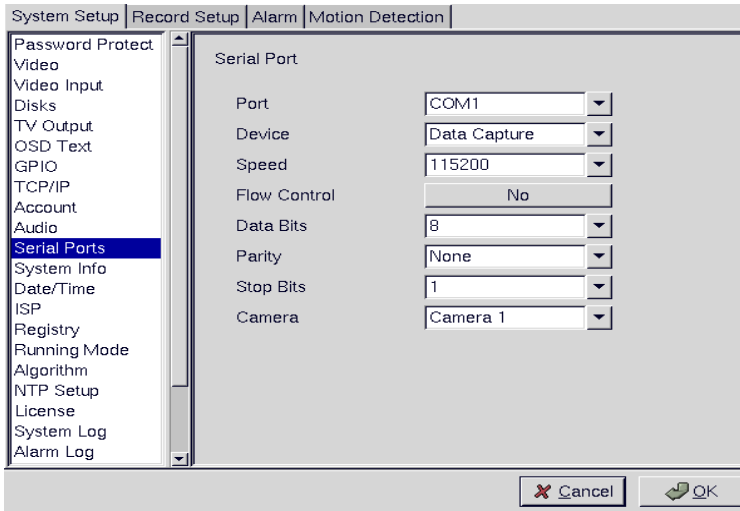 System Setup Record Setup Alarm Motion Detection
Password Protect
Video
Video Input
Disks
TV Output
OSD Text
GPIO
TCP/IP
Account
Audio
Serial Ports
System Info
Date/Time
ISP
Registry
Running Mode
Algorithm
NTP Setup
License
System Log
Alarm Log
Serial Port
Port COM1
Device Data Capture
Speed 115200
Flow Control No
Data Bits 8
Parity None
Stop Bits 1
Camera Camera 1
Cancel OK